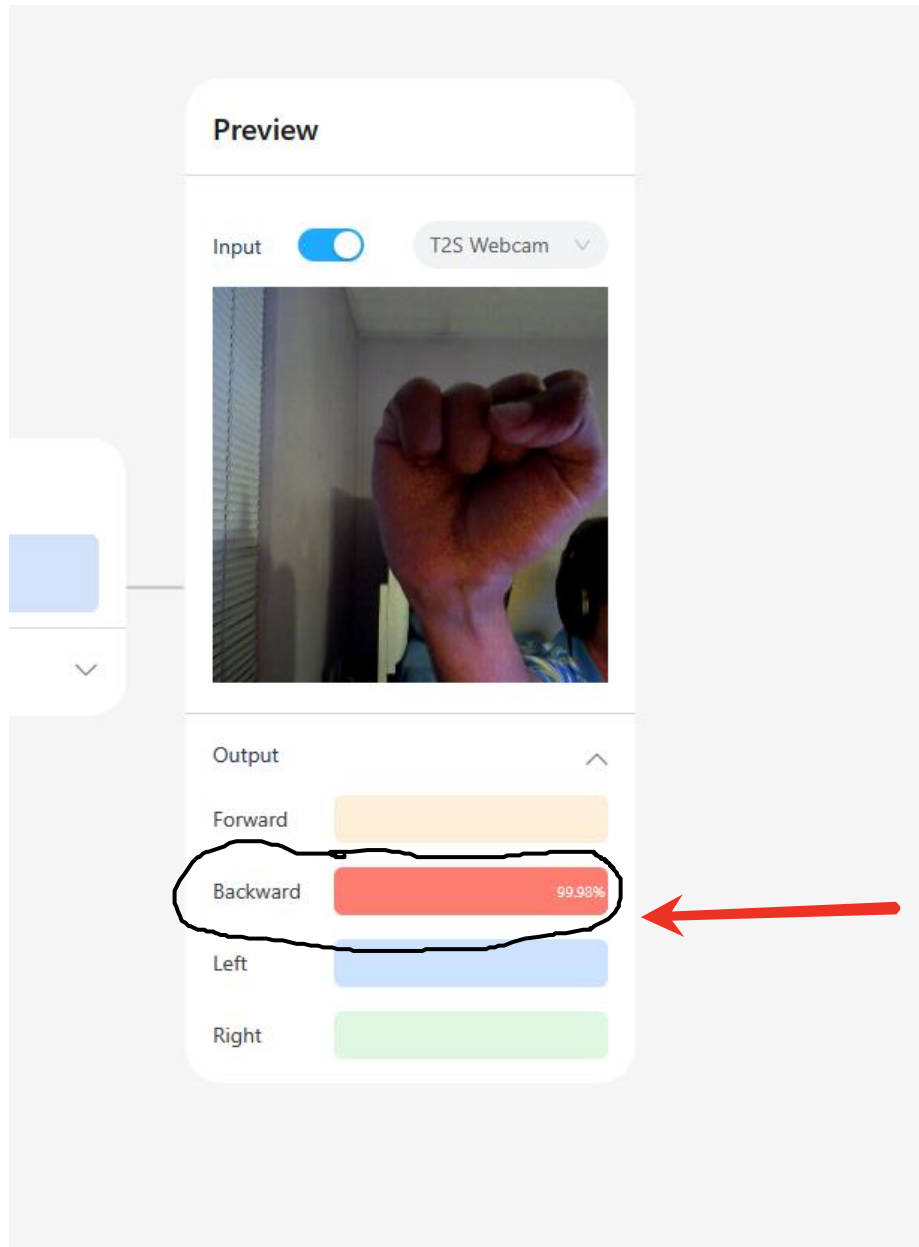 Preview
Input T2S Webcam
Output
Forward
Backward 99.98%
Left
Right